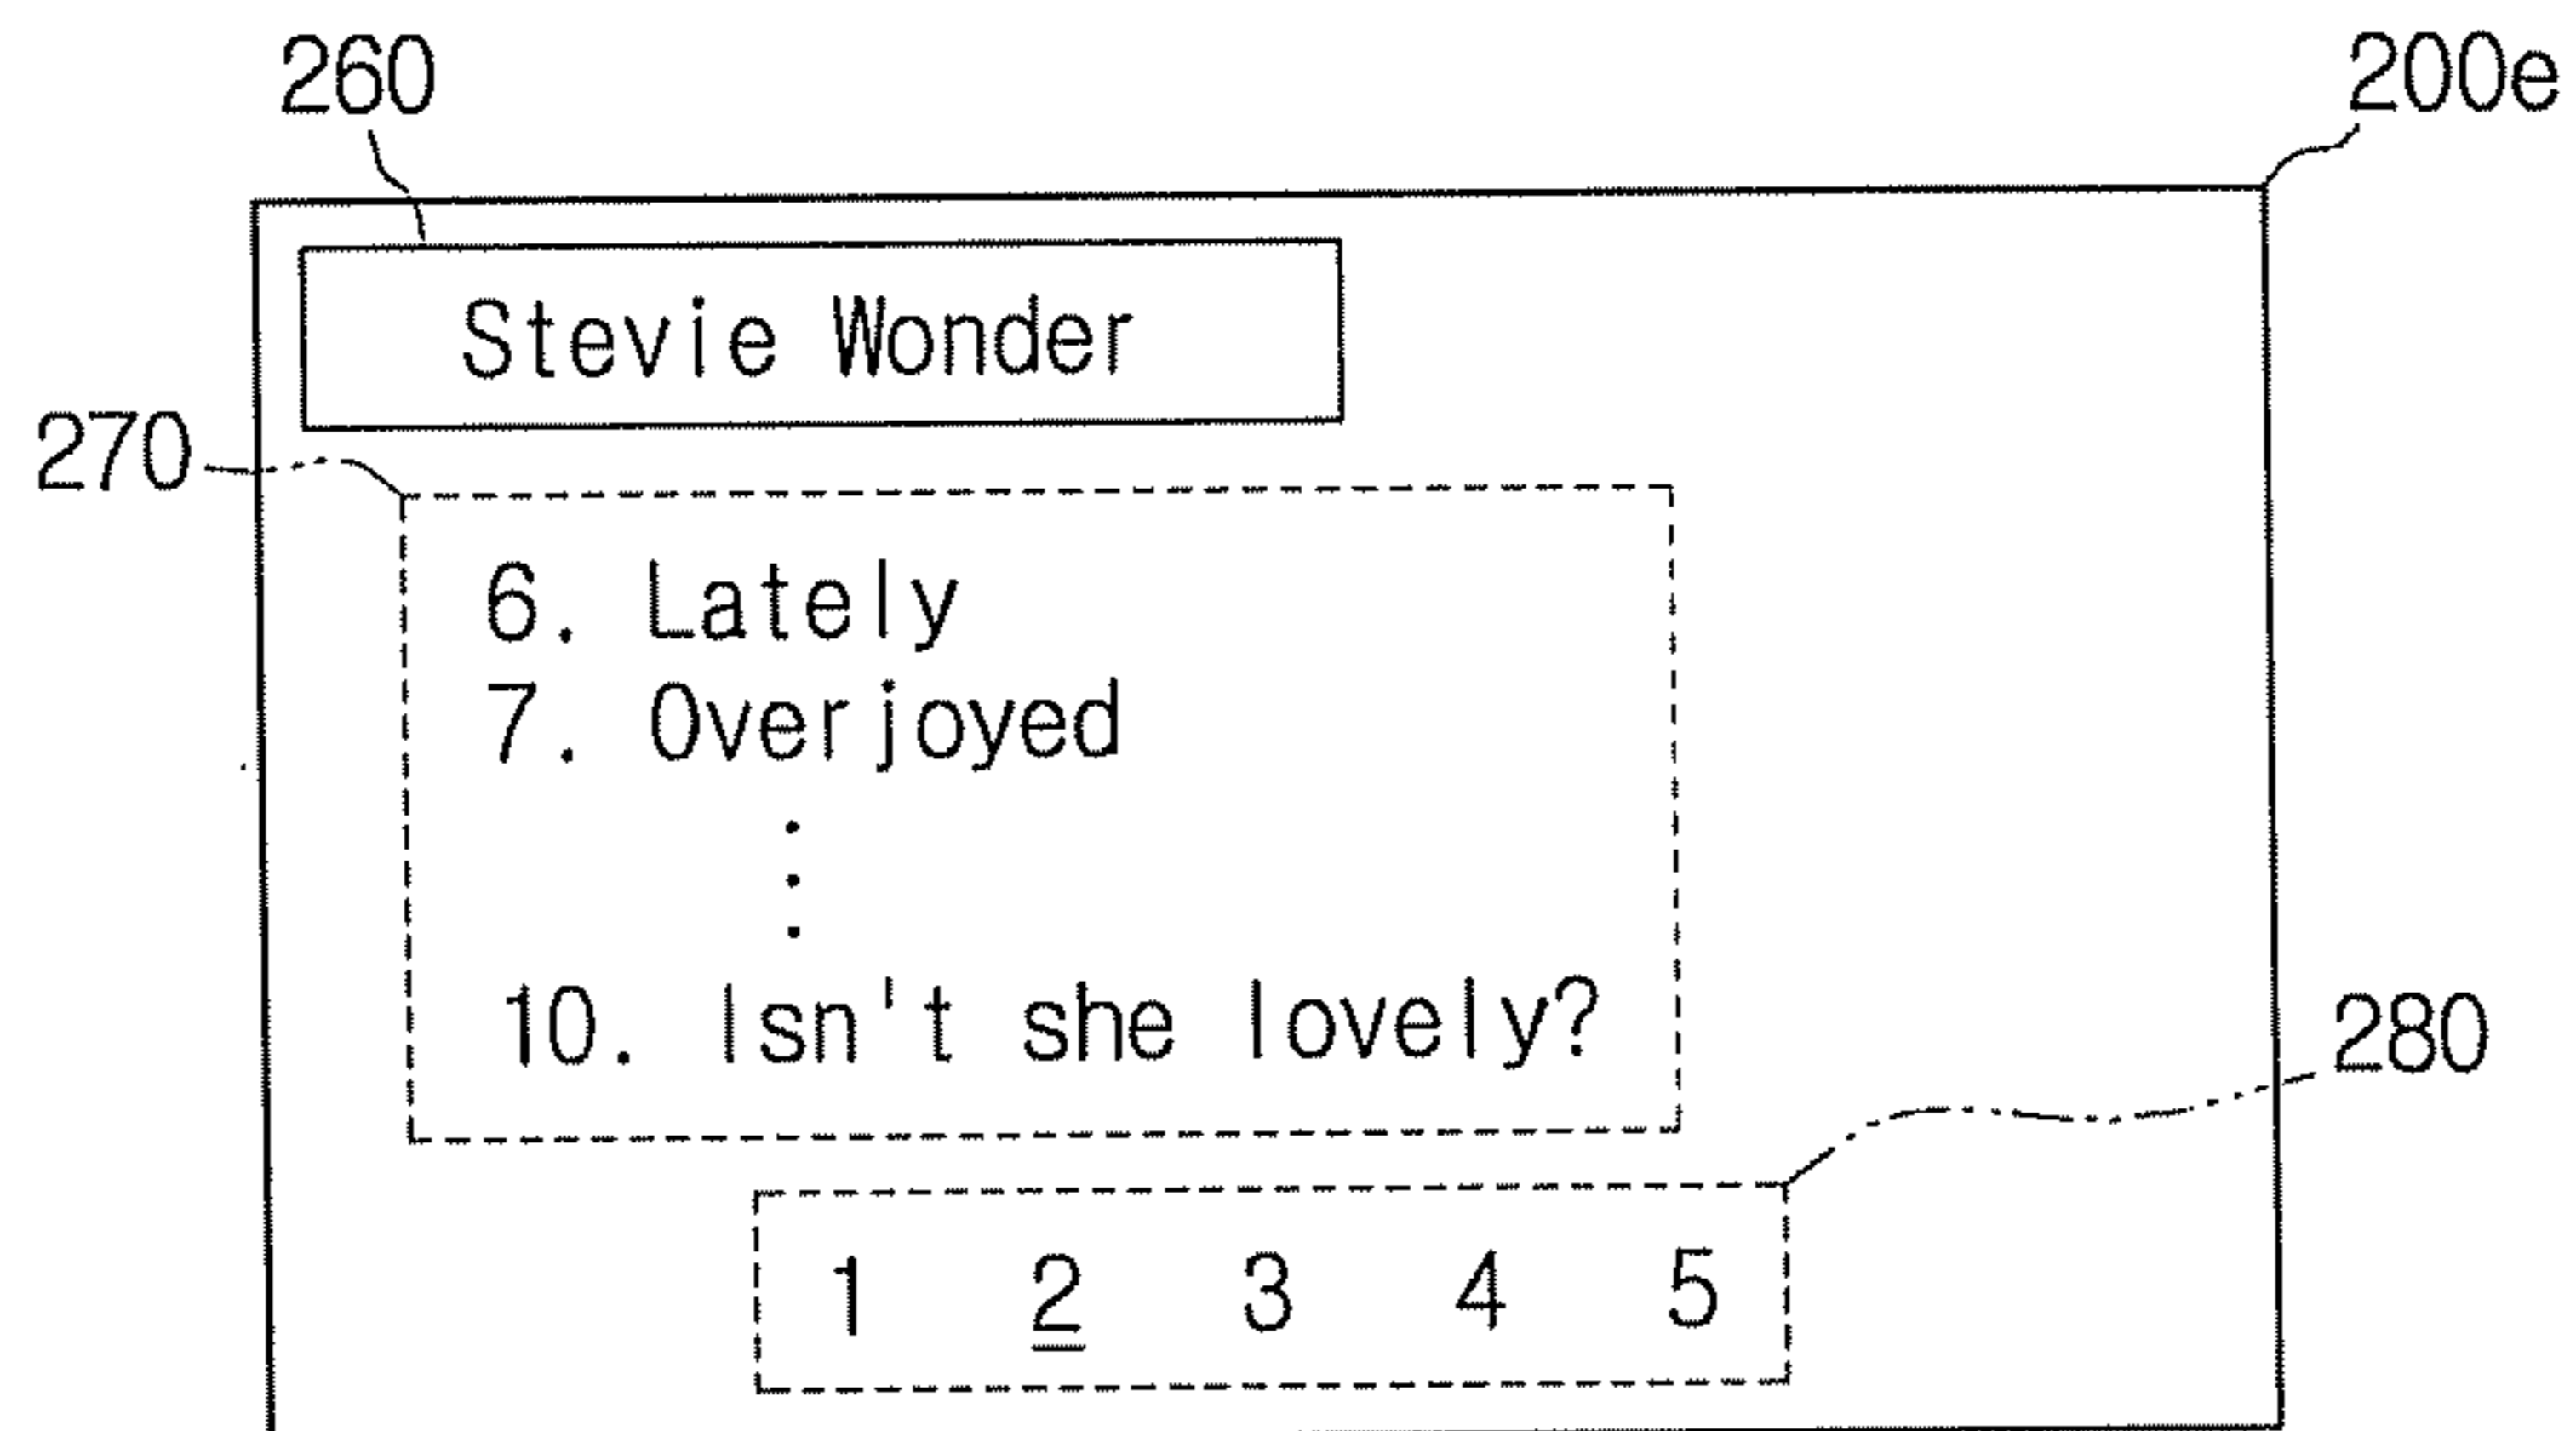 260 200e
Stevie Wonder
270
6. Lately
7. Overjoyed
10. Isn't she lovely?
280
1 2 3 4 5